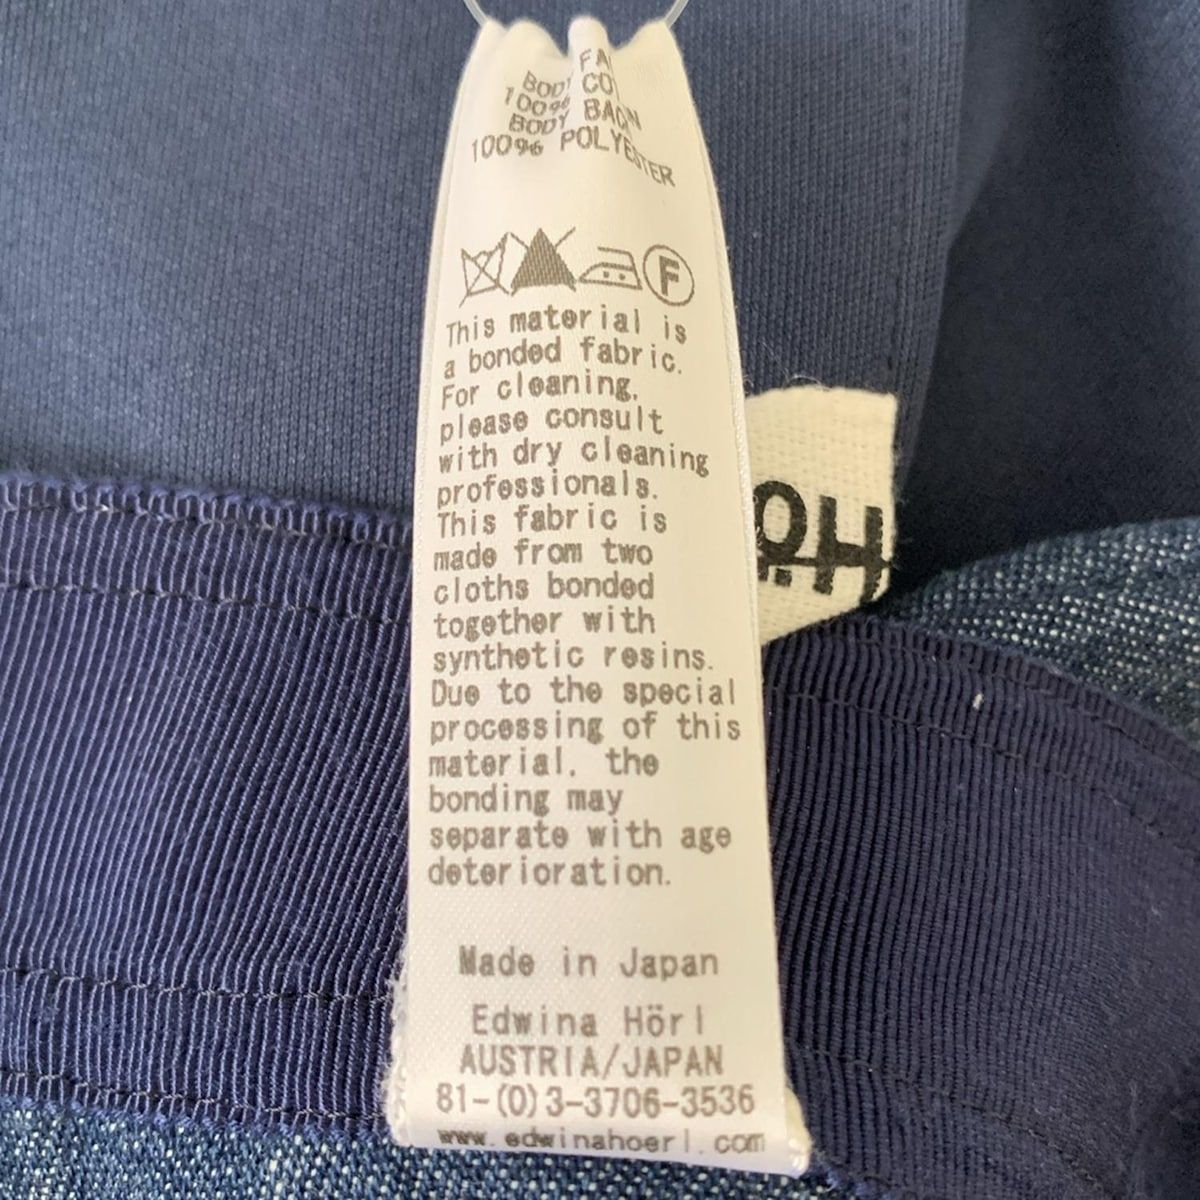 BODY FA
100% CO
BODY BACK
100% POLYESTER
F
This material is
a bonded fabric.
For cleaning,
please consult
with dry cleaning
professionals.
This fabric is
made from two
cloths bonded
together with
synthetic resins.
Due to the special
processing of this
material, the
bonding may
separate with age
deterioration.
Made in Japan
Edwina Hörl
AUSTRIA/JAPAN
81-(0)3-3706-3536
www.edwinahoerl.com
.H